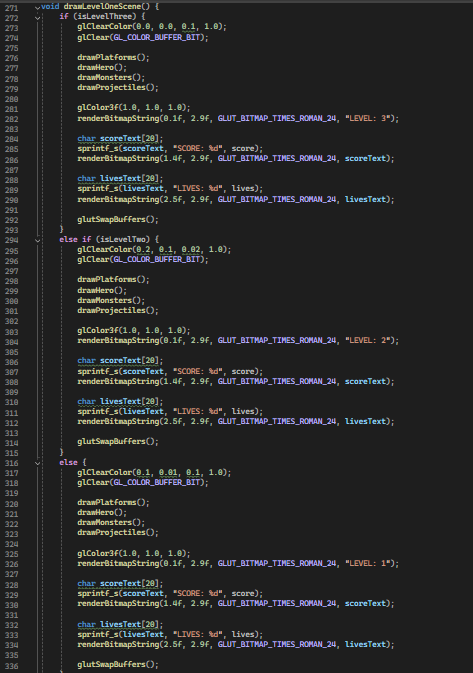 271 void drawLevelOneScene() {
272 if (isLevelThree) {
273 glClearColor(0.0, 0.0, 0.1, 1.0);
274 glClear(GL_COLOR_BUFFER_BIT);
275
276 drawPlatforms();
277 drawHero();
278 drawMonsters();
279 drawProjectiles();
280
281 glColor3f(1.0, 1.0, 1.0);
282 renderBitmapString(0.1f, 2.9f, GLUT_BITMAP_TIMES_ROMAN_24, "LEVEL: 3");
283
284 char scoreText[20];
285 sprintf_s(scoreText, "SCORE: %d", score);
286 renderBitmapString(1.4f, 2.9f, GLUT_BITMAP_TIMES_ROMAN_24, scoreText);
287
288 char livesText[20];
289 sprintf_s(livesText, "LIVES: %d", lives);
290 renderBitmapString(2.5f, 2.9f, GLUT_BITMAP_TIMES_ROMAN_24, livesText);
291
292 glutSwapBuffers();
293 }
294 else if (isLevelTwo) {
295 glClearColor(0.2, 0.1, 0.02, 1.0);
296 glClear(GL_COLOR_BUFFER_BIT);
297
298 drawPlatforms();
299 drawHero();
300 drawMonsters();
301 drawProjectiles();
302
303 glColor3f(1.0, 1.0, 1.0);
304 renderBitmapString(0.1f, 2.9f, GLUT_BITMAP_TIMES_ROMAN_24, "LEVEL: 2");
305
306 char scoreText[20];
307 sprintf_s(scoreText, "SCORE: %d", score);
308 renderBitmapString(1.4f, 2.9f, GLUT_BITMAP_TIMES_ROMAN_24, scoreText);
309
310 char livesText[20];
311 sprintf_s(livesText, "LIVES: %d", lives);
312 renderBitmapString(2.5f, 2.9f, GLUT_BITMAP_TIMES_ROMAN_24, livesText);
313
314 glutSwapBuffers();
315 }
316 else {
317 glClearColor(0.1, 0.01, 0.1, 1.0);
318 glClear(GL_COLOR_BUFFER_BIT);
319
320 drawPlatforms();
321 drawHero();
322 drawMonsters();
323 drawProjectiles();
324
325 glColor3f(1.0, 1.0, 1.0);
326 renderBitmapString(0.1f, 2.9f, GLUT_BITMAP_TIMES_ROMAN_24, "LEVEL: 1");
327
328 char scoreText[20];
329 sprintf_s(scoreText, "SCORE: %d", score);
330 renderBitmapString(1.4f, 2.9f, GLUT_BITMAP_TIMES_ROMAN_24, scoreText);
331
332 char livesText[20];
333 sprintf_s(livesText, "LIVES: %d", lives);
334 renderBitmapString(2.5f, 2.9f, GLUT_BITMAP_TIMES_ROMAN_24, livesText);
335
336 glutSwapBuffers();